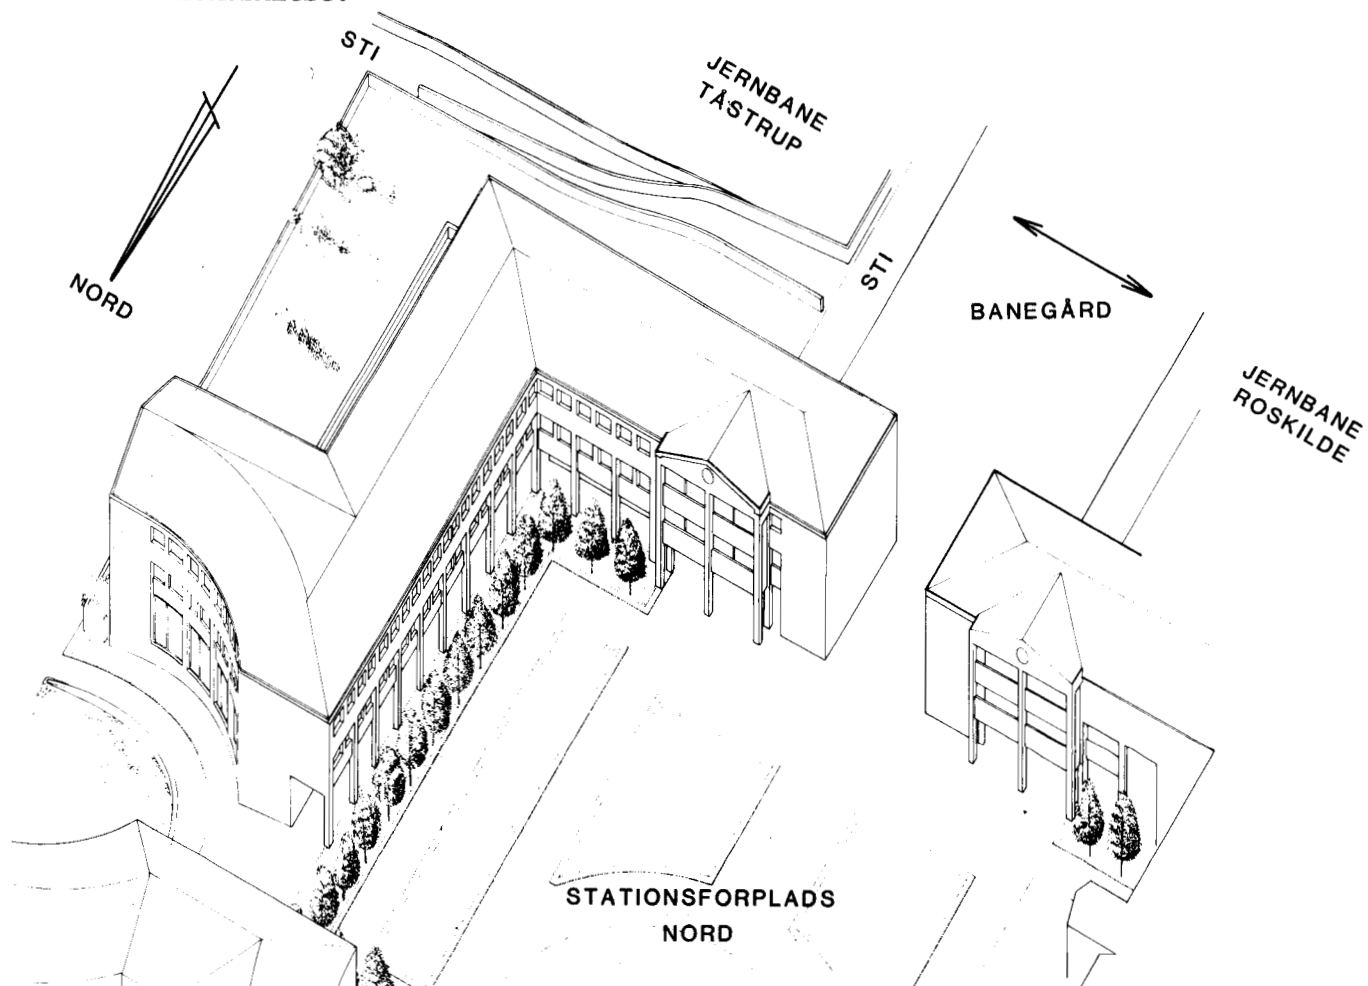 STI
JERNBANE
TÅSTRUP
NORD
STI
BANEGÅRD
JERNBANE
ROSKILDE
STATIONSFORPLADS
NORD